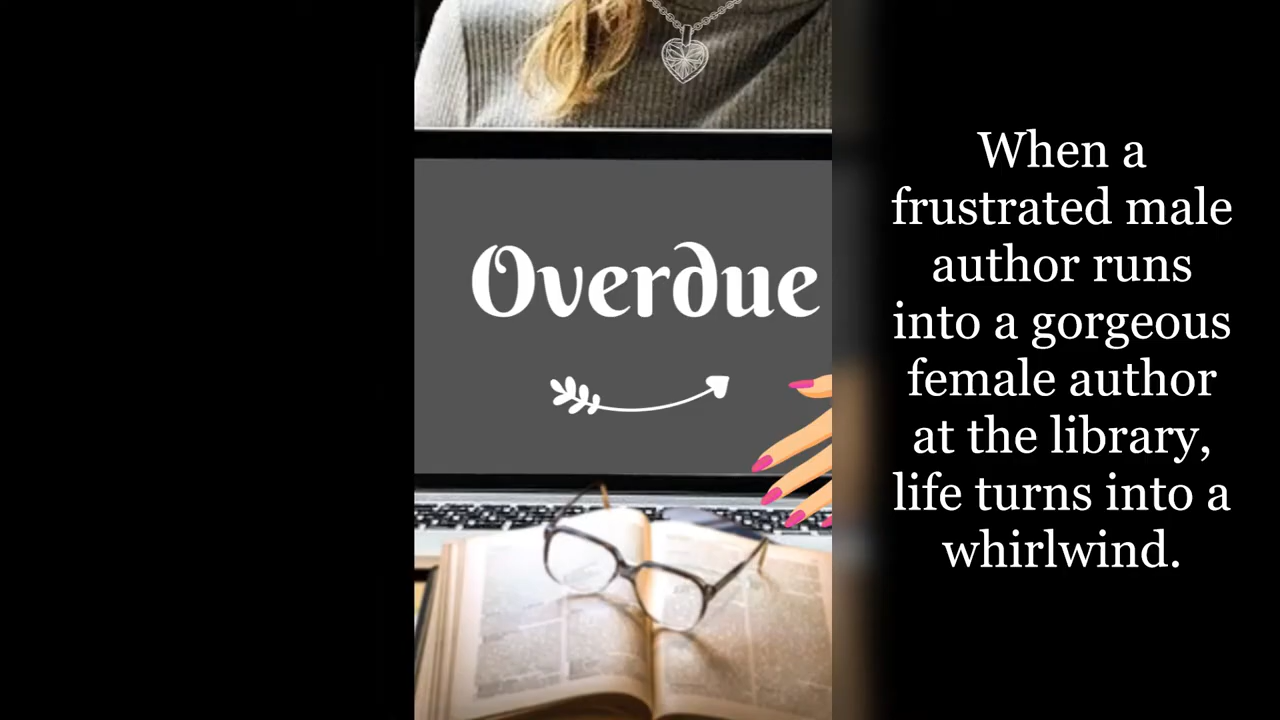 Overdue
When a
frustrated male
author runs
into a gorgeous
female author
at the library,
life turns into a
whirlwind.